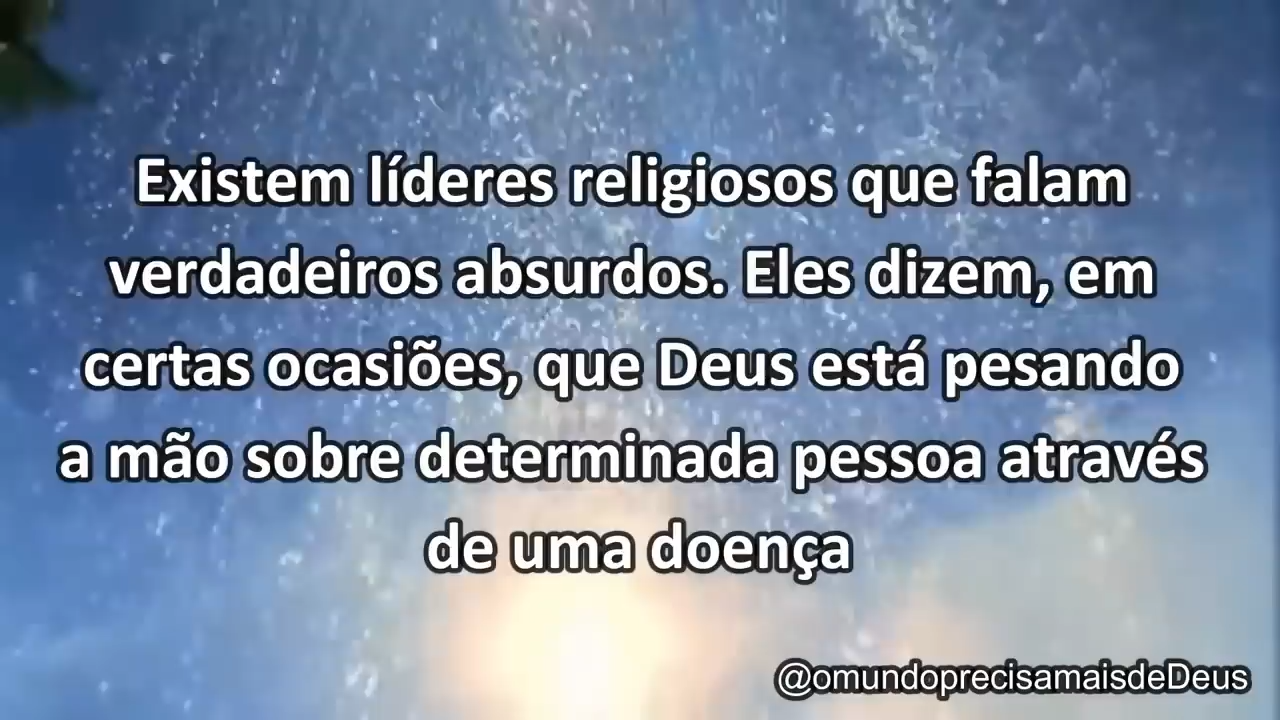 Existem líderes religiosos que falam
verdadeiros absurdos. Eles dizem, em
certas ocasiões, que Deus está pesando
a mão sobre determinada pessoa através
de uma doença
@omundoprecisamaisdeDeus